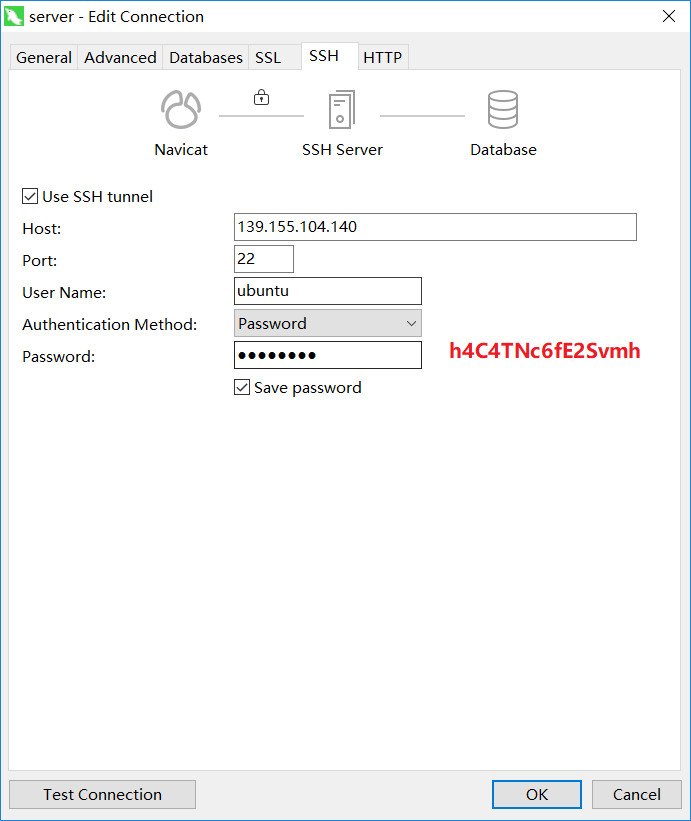 server - Edit Connection
General Advanced Databases SSL SSH HTTP
Navicat SSH Server Database
Use SSH tunnel
Host: 139.155.104.140
Port: 22
User Name: ubuntu
Authentication Method: Password
Password: ●●●●●●●● h4C4TNc6fE2Svmh
Save password
Test Connection OK Cancel